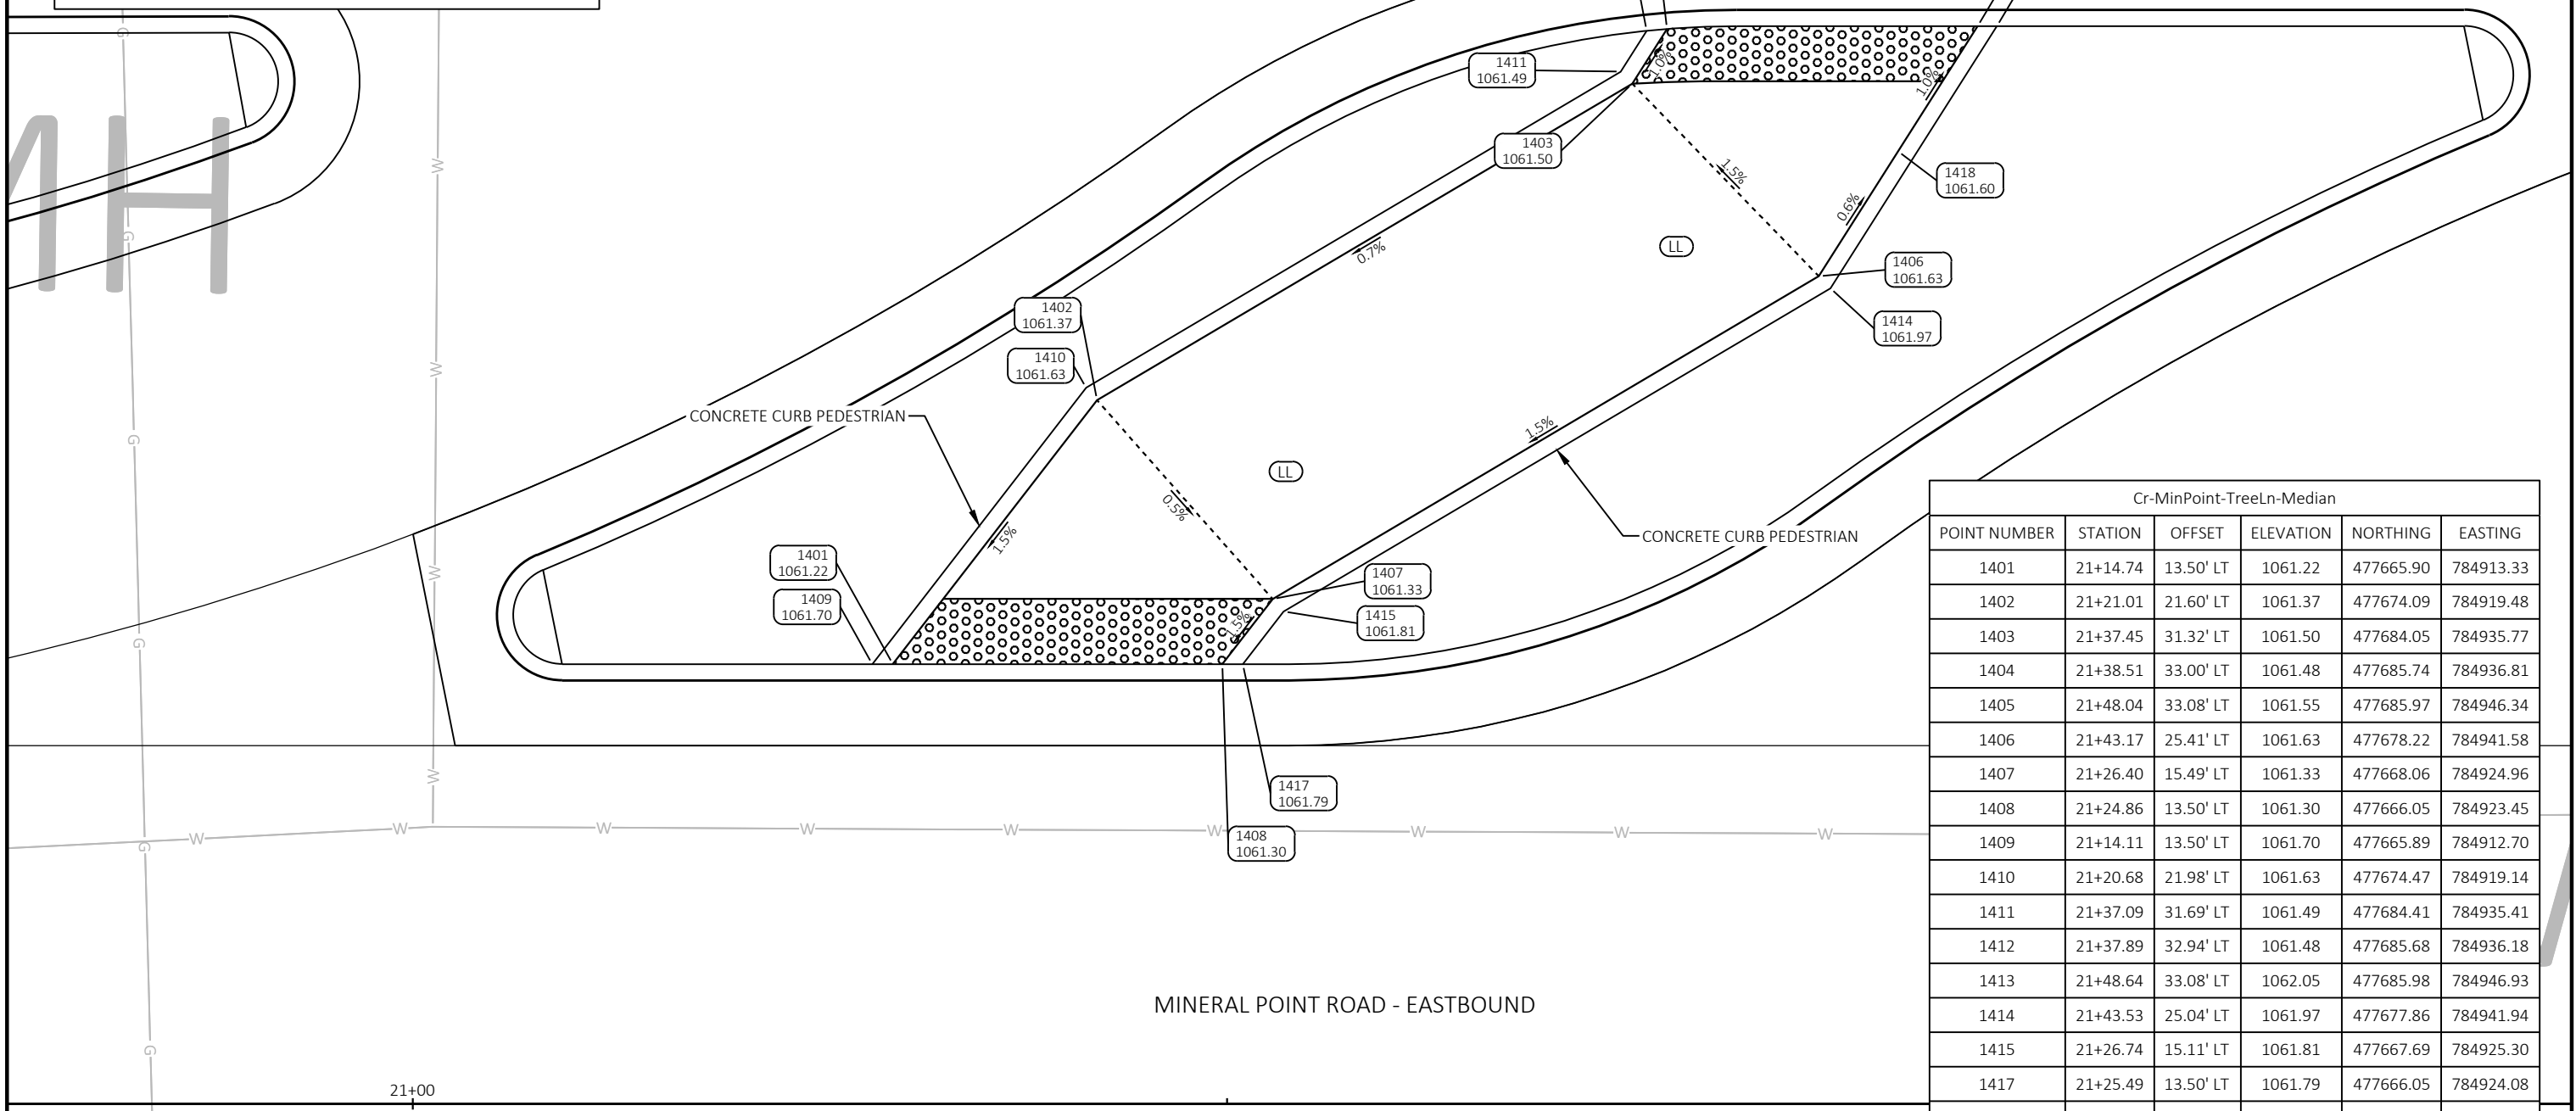 MH
G
G
G
G
G
G
W
W
W
W
W
W
W
W
W
W
W
W
W
1411
1061.49
1.0%
1.0%
1403
1061.50
1.5%
1418
1061.60
0.6%
LL
0.7%
1406
1061.63
1402
1061.37
1414
1061.97
1410
1061.63
CONCRETE CURB PEDESTRIAN
1.5%
LL
0.5%
1.5%
CONCRETE CURB PEDESTRIAN
1401
1061.22
1407
1061.33
1409
1061.70
1.5%
1415
1061.81
1417
1061.79
1408
1061.30
MINERAL POINT ROAD - EASTBOUND
21+00
Cr-MinPoint-TreeLn-Median
POINT NUMBER STATION OFFSET ELEVATION NORTHING EASTING
1401 21+14.74 13.50' LT 1061.22 477665.90 784913.33
1402 21+21.01 21.60' LT 1061.37 477674.09 784919.48
1403 21+37.45 31.32' LT 1061.50 477684.05 784935.77
1404 21+38.51 33.00' LT 1061.48 477685.74 784936.81
1405 21+48.04 33.08' LT 1061.55 477685.97 784946.34
1406 21+43.17 25.41' LT 1061.63 477678.22 784941.58
1407 21+26.40 15.49' LT 1061.33 477668.06 784924.96
1408 21+24.86 13.50' LT 1061.30 477666.05 784923.45
1409 21+14.11 13.50' LT 1061.70 477665.89 784912.70
1410 21+20.68 21.98' LT 1061.63 477674.47 784919.14
1411 21+37.09 31.69' LT 1061.49 477684.41 784935.41
1412 21+37.89 32.94' LT 1061.48 477685.68 784936.18
1413 21+48.64 33.08' LT 1062.05 477685.98 784946.93
1414 21+43.53 25.04' LT 1061.97 477677.86 784941.94
1415 21+26.74 15.11' LT 1061.81 477667.69 784925.30
1417 21+25.49 13.50' LT 1061.79 477666.05 784924.08